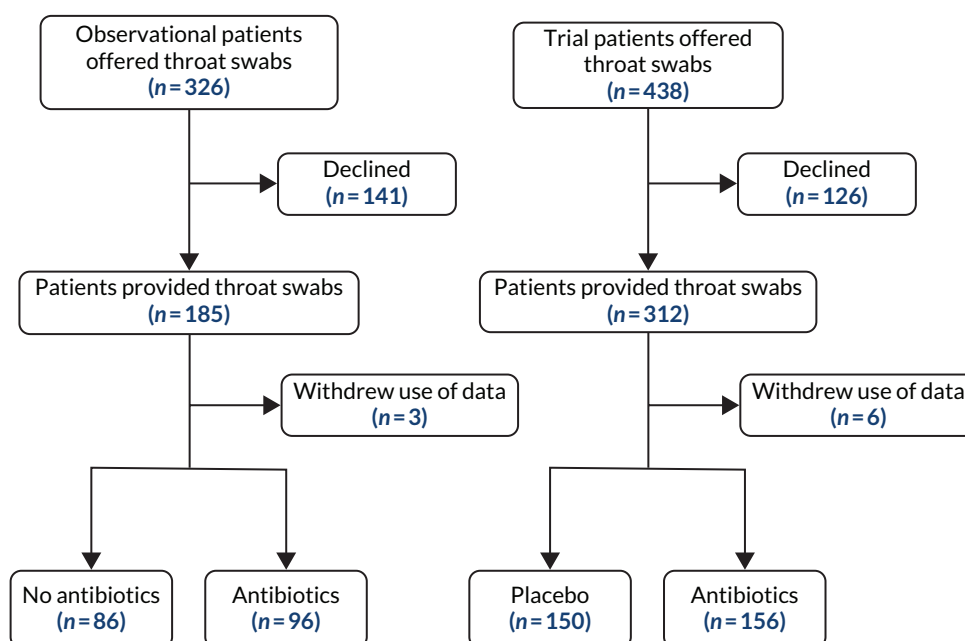 Observational patients
offered throat swabs
(n=326)
Declined
(n=141)
Patients provided throat swabs
(n=185)
Withdrew use of data
(n=3)
No antibiotics
(n=86)
Antibiotics
(n=96)
Trial patients offered
throat swabs
(n=438)
Declined
(n=126)
Patients provided throat swabs
(n=312)
Withdrew use of data
(n=6)
Placebo
(n=150)
Antibiotics
(n=156)